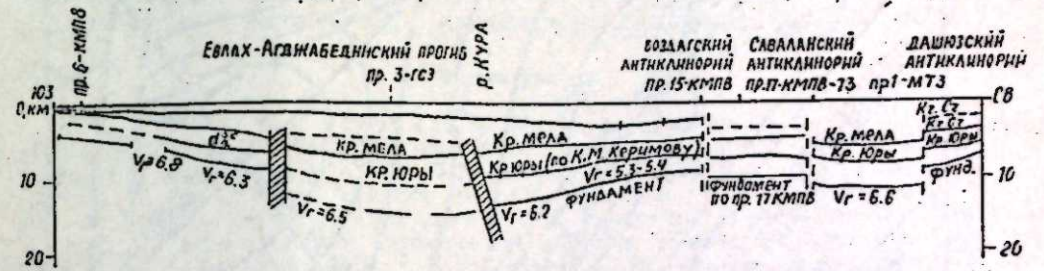 пр. 6-КМПВ
ЕВЛАХ-АГДЖАБЕДИНСКИЙ ПРОГИБ
пр. 3-ГСЗ
р. КУРА
БОЗДАГСКИЙ
АНТИКЛИНОРИЙ
ПР. 15-КМПВ
САВАЛАНСКИЙ
АНТИКЛИНОРИЙ
ПР.17-КМПВ-73
пр1-МТЗ
ДАШЮЗСКИЙ
АНТИКЛИНОРИЙ
ЮЗ
0, КМ
СВ
КР. МЕЛА
КР. МЕЛА
КР. МЕЛА
КР ЮРЫ
КР. ЮРЫ
КР ЮРЫ (по К.М КЕРИМОВУ)
КР. ЮРЫ
Vг=6.3
Vг=5.3-5.4
ФУНДАМЕНТ
ФУНДАМЕНТ
ПО ПР. 17 КМПВ
ФУНД.
Vг=6.5
Vг=6.2
Vг=6.6
10
10
20
20